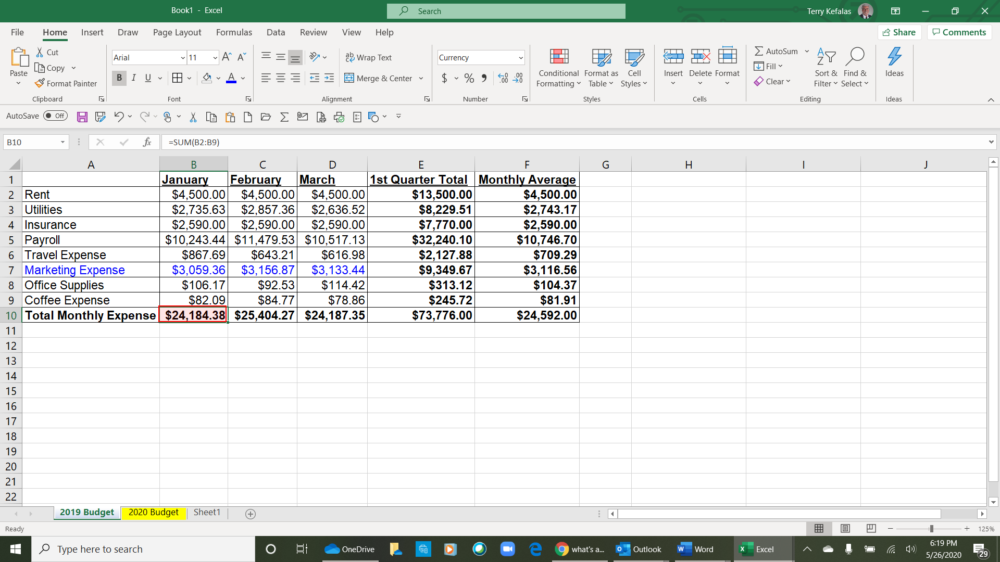 Book1 - Excel
Search
Terry Kefalas
File Home Insert Draw Page Layout Formulas Data Review View Help
Share Comments
Paste
Cut
Copy
Format Painter
Clipboard
Arial 11
B I U
Font
Wrap Text
Merge & Center
Alignment
Currency
$ % 9
Number
Conditional Formatting
Format as Table
Cell Styles
Styles
Insert Delete Format
Cells
AutoSum
Fill
Clear
Sort & Filter
Find & Select
Editing
Ideas
Ideas
AutoSave Off
B10 fx =SUM(B2:B9)
A B C D E F G H I J
1 January February March 1st Quarter Total Monthly Average
2 Rent $4,500.00 $4,500.00 $4,500.00 $13,500.00 $4,500.00
3 Utilities $2,735.63 $2,857.36 $2,636.52 $8,229.51 $2,743.17
4 Insurance $2,590.00 $2,590.00 $2,590.00 $7,770.00 $2,590.00
5 Payroll $10,243.44 $11,479.53 $10,517.13 $32,240.10 $10,746.70
6 Travel Expense $867.69 $643.21 $616.98 $2,127.88 $709.29
7 Marketing Expense $3,059.36 $3,156.87 $3,133.44 $9,349.67 $3,116.56
8 Office Supplies $106.17 $92.53 $114.42 $313.12 $104.37
9 Coffee Expense $82.09 $84.77 $78.86 $245.72 $81.91
10 Total Monthly Expense $24,184.38 $25,404.27 $24,187.35 $73,776.00 $24,592.00
11
12
13
14
15
16
17
18
19
20
21
22
2019 Budget 2020 Budget Sheet1
Ready
125%
Type here to search
OneDrive
what's a...
Outlook
Word
Excel
6:19 PM
5/26/2020
29